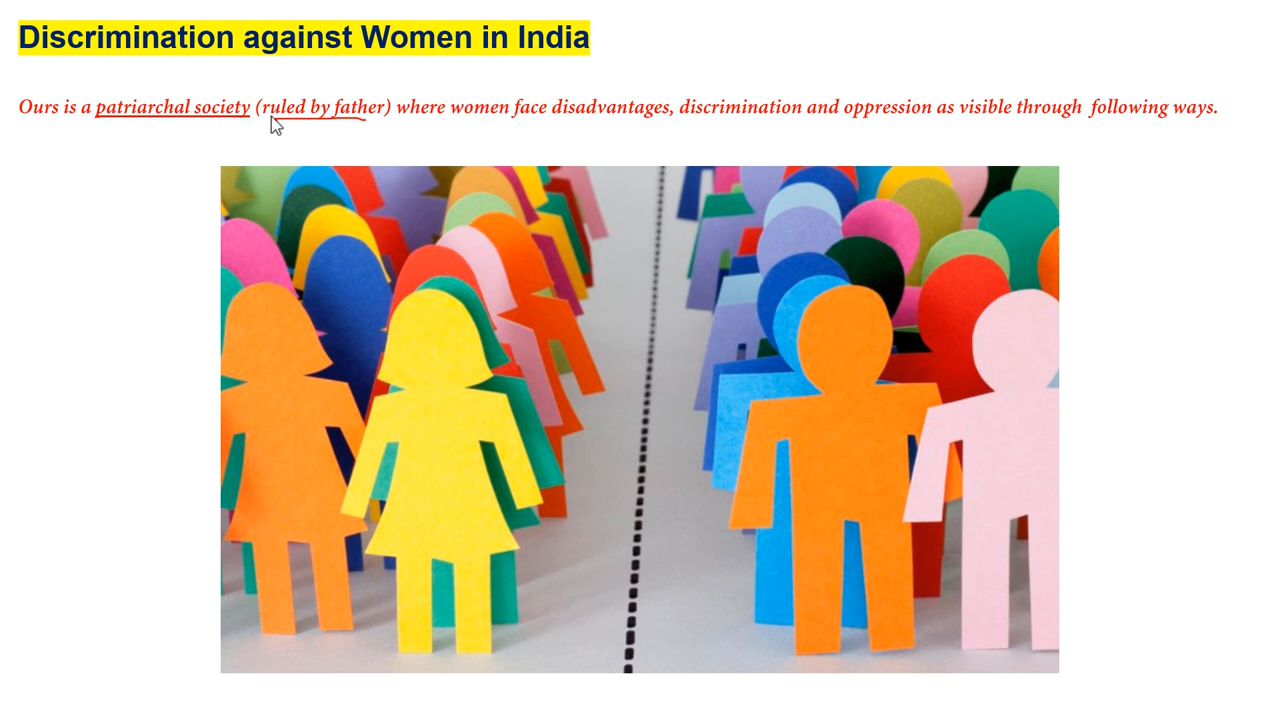 Discrimination against Women in India
Ours is a patriarchal society (ruled by father) where women face disadvantages, discrimination and oppression as visible through following ways.